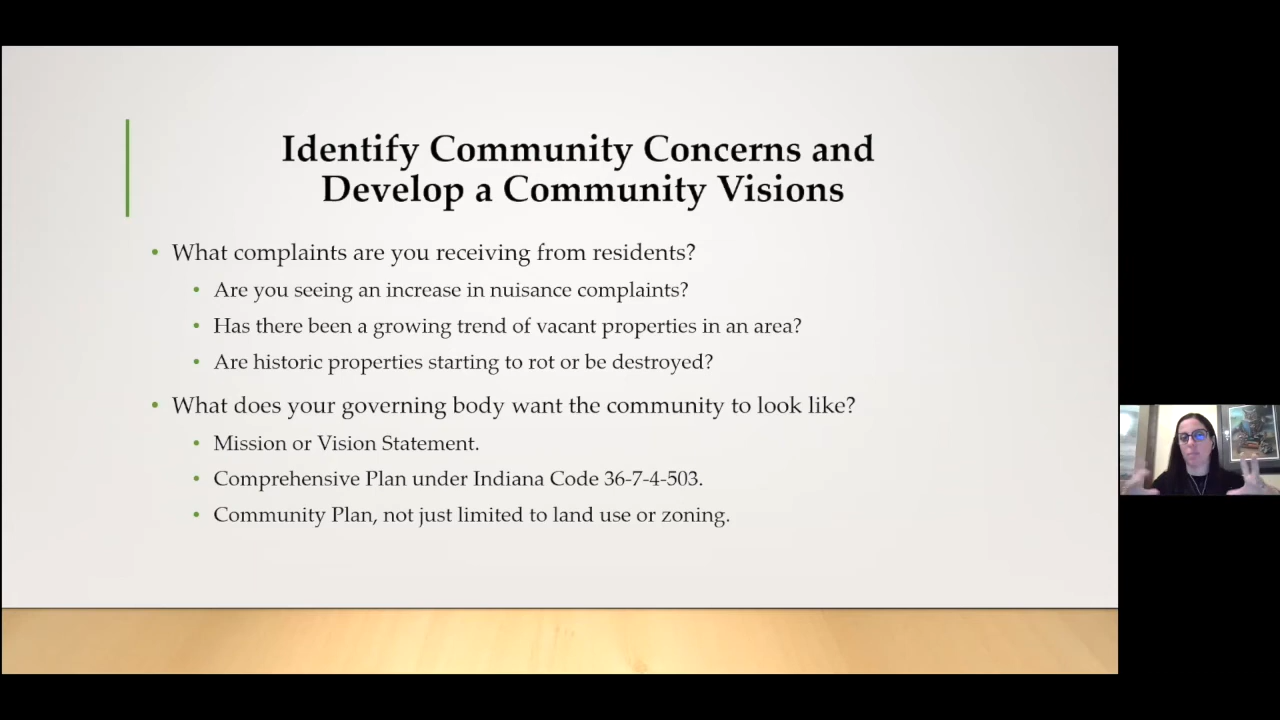 Identify Community Concerns and
Develop a Community Visions
• What complaints are you receiving from residents?
• Are you seeing an increase in nuisance complaints?
• Has there been a growing trend of vacant properties in an area?
• Are historic properties starting to rot or be destroyed?
• What does your governing body want the community to look like?
• Mission or Vision Statement.
• Comprehensive Plan under Indiana Code 36-7-4-503.
• Community Plan, not just limited to land use or zoning.